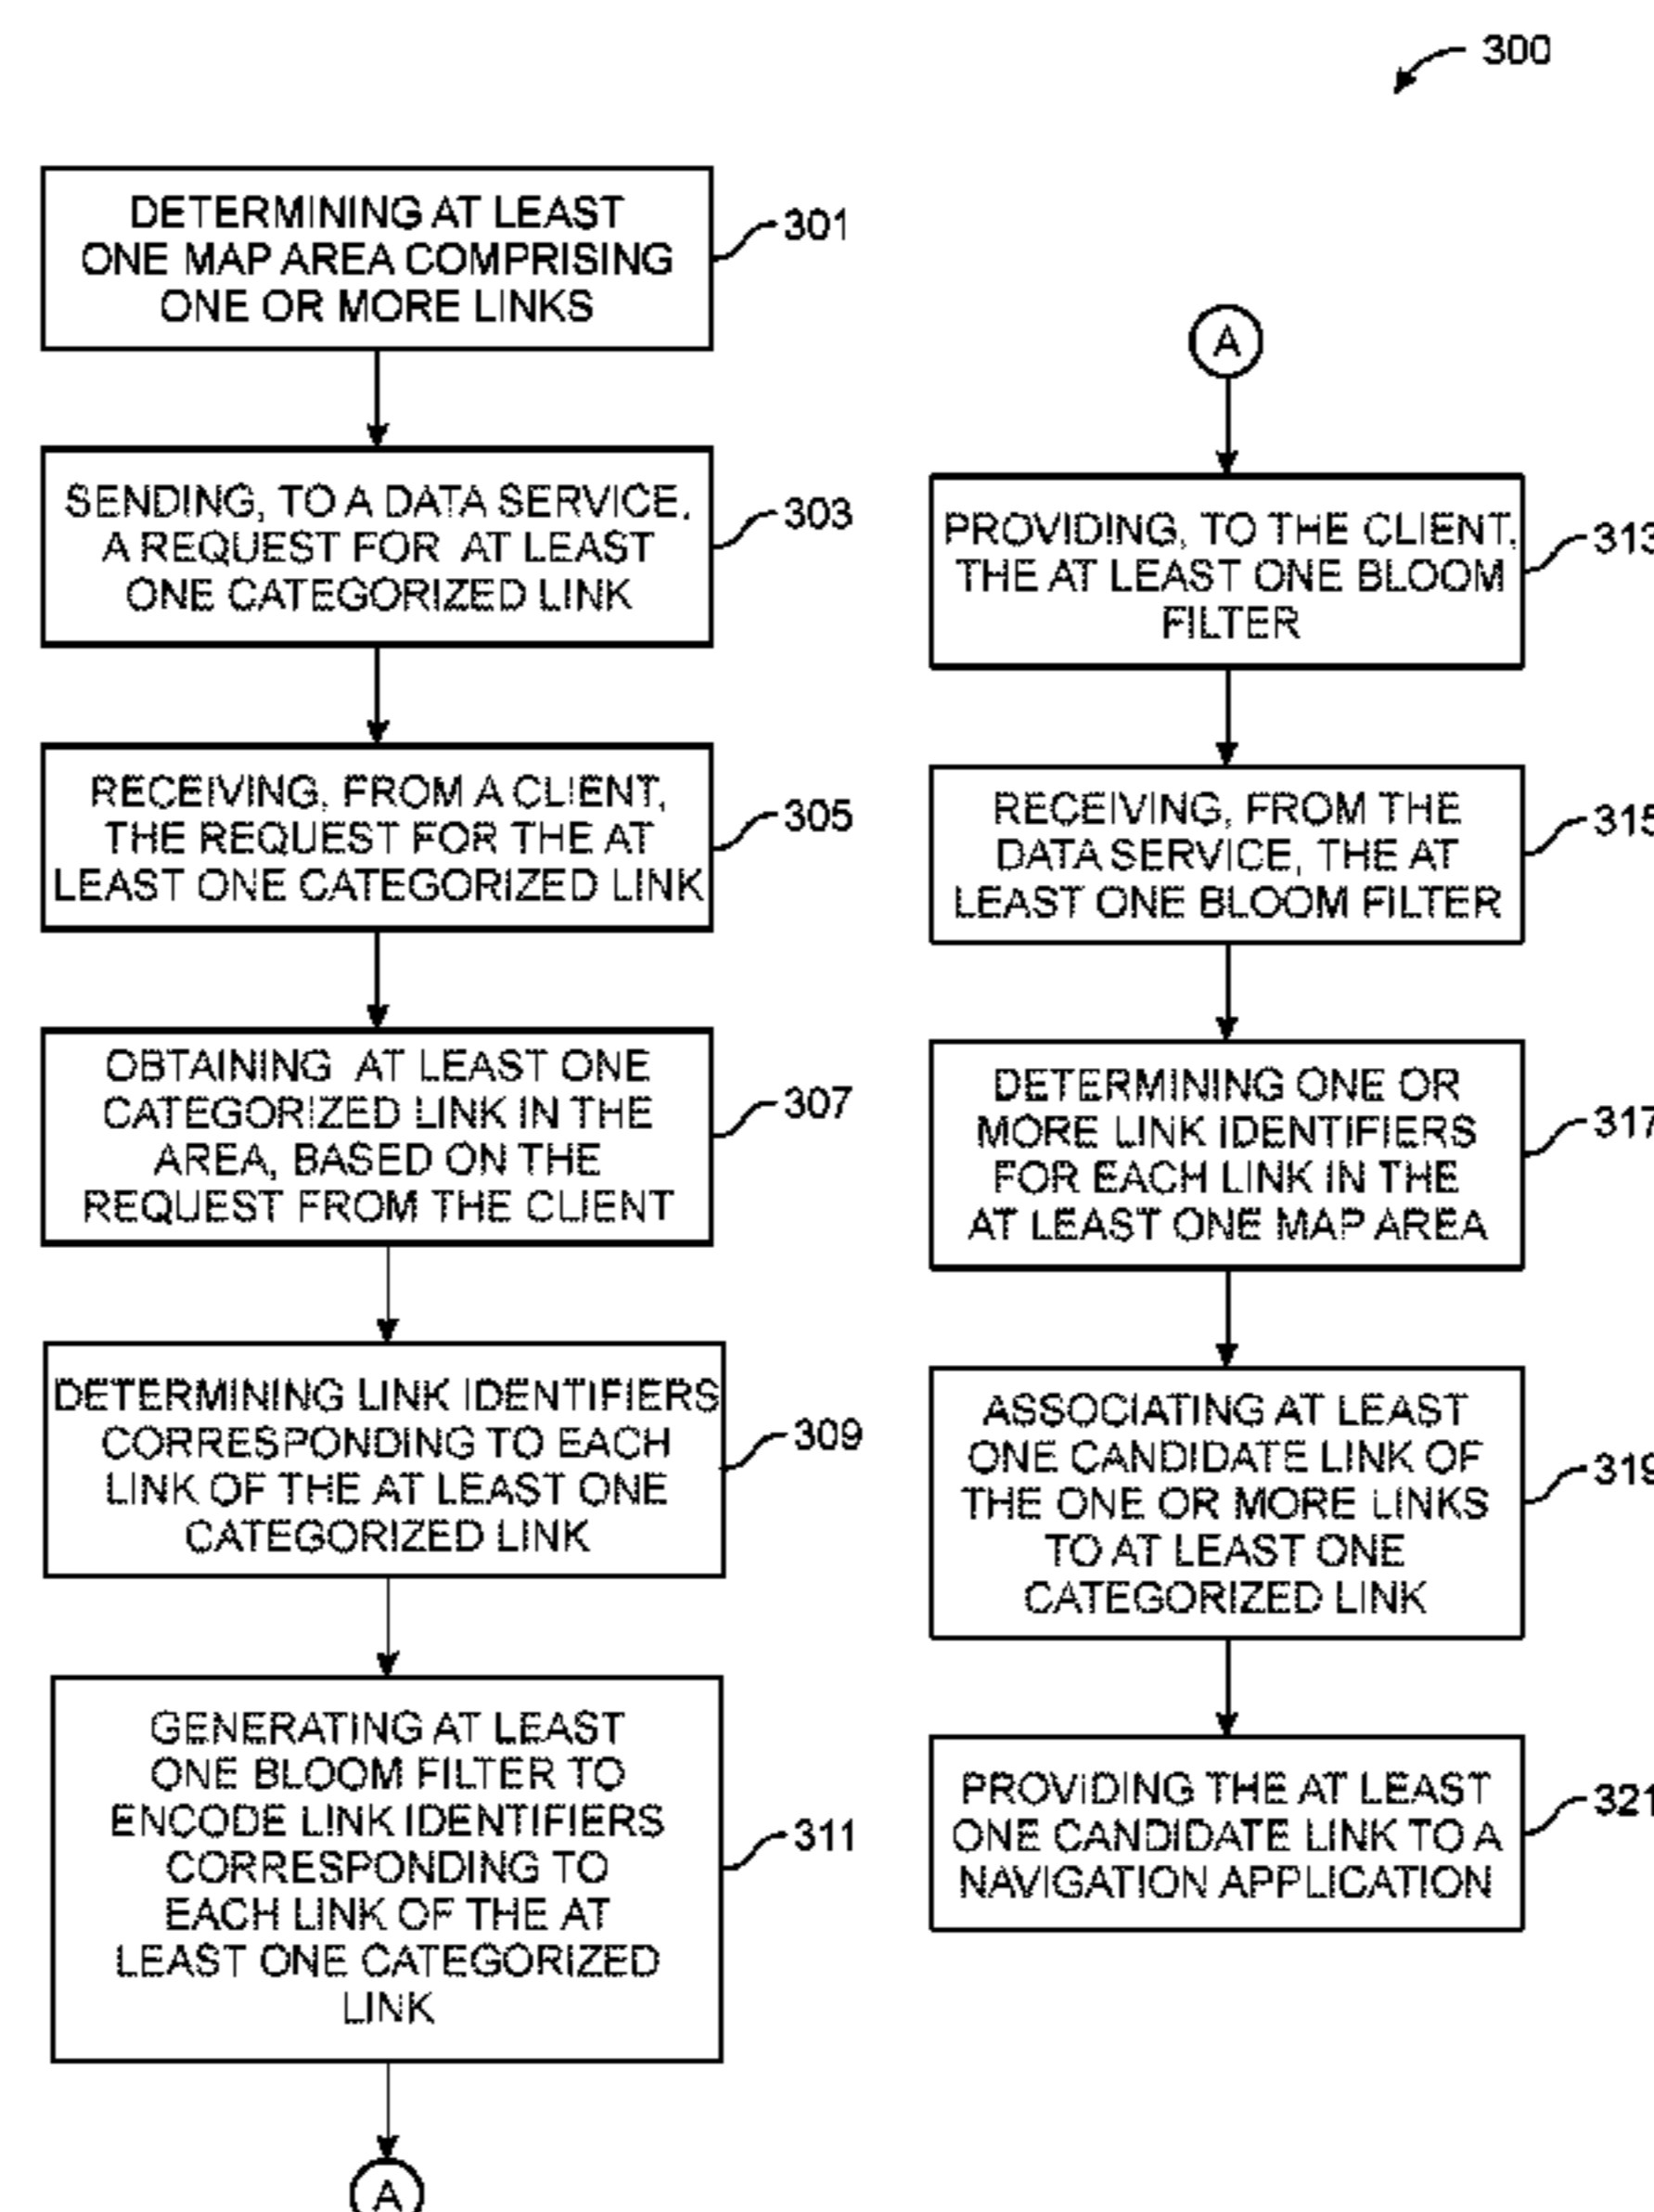 300
DETERMINING AT LEAST
ONE MAP AREA COMPRISING
ONE OR MORE LINKS
301
SENDING, TO A DATA SERVICE,
A REQUEST FOR AT LEAST
ONE CATEGORIZED LINK
303
RECEIVING, FROM A CLIENT,
THE REQUEST FOR THE AT
LEAST ONE CATEGORIZED LINK
305
OBTAINING AT LEAST ONE
CATEGORIZED LINK IN THE
AREA, BASED ON THE
REQUEST FROM THE CLIENT
307
DETERMINING LINK IDENTIFIERS
CORRESPONDING TO EACH
LINK OF THE AT LEAST ONE
CATEGORIZED LINK
309
GENERATING AT LEAST
ONE BLOOM FILTER TO
ENCODE LINK IDENTIFIERS
CORRESPONDING TO
EACH LINK OF THE AT
LEAST ONE CATEGORIZED
LINK
311
A
A
PROVIDING, TO THE CLIENT,
THE AT LEAST ONE BLOOM
FILTER
313
RECEIVING, FROM THE
DATA SERVICE, THE AT
LEAST ONE BLOOM FILTER
315
DETERMINING ONE OR
MORE LINK IDENTIFIERS
FOR EACH LINK IN THE
AT LEAST ONE MAP AREA
317
ASSOCIATING AT LEAST
ONE CANDIDATE LINK OF
THE ONE OR MORE LINKS
TO AT LEAST ONE
CATEGORIZED LINK
319
PROVIDING THE AT LEAST
ONE CANDIDATE LINK TO A
NAVIGATION APPLICATION
321